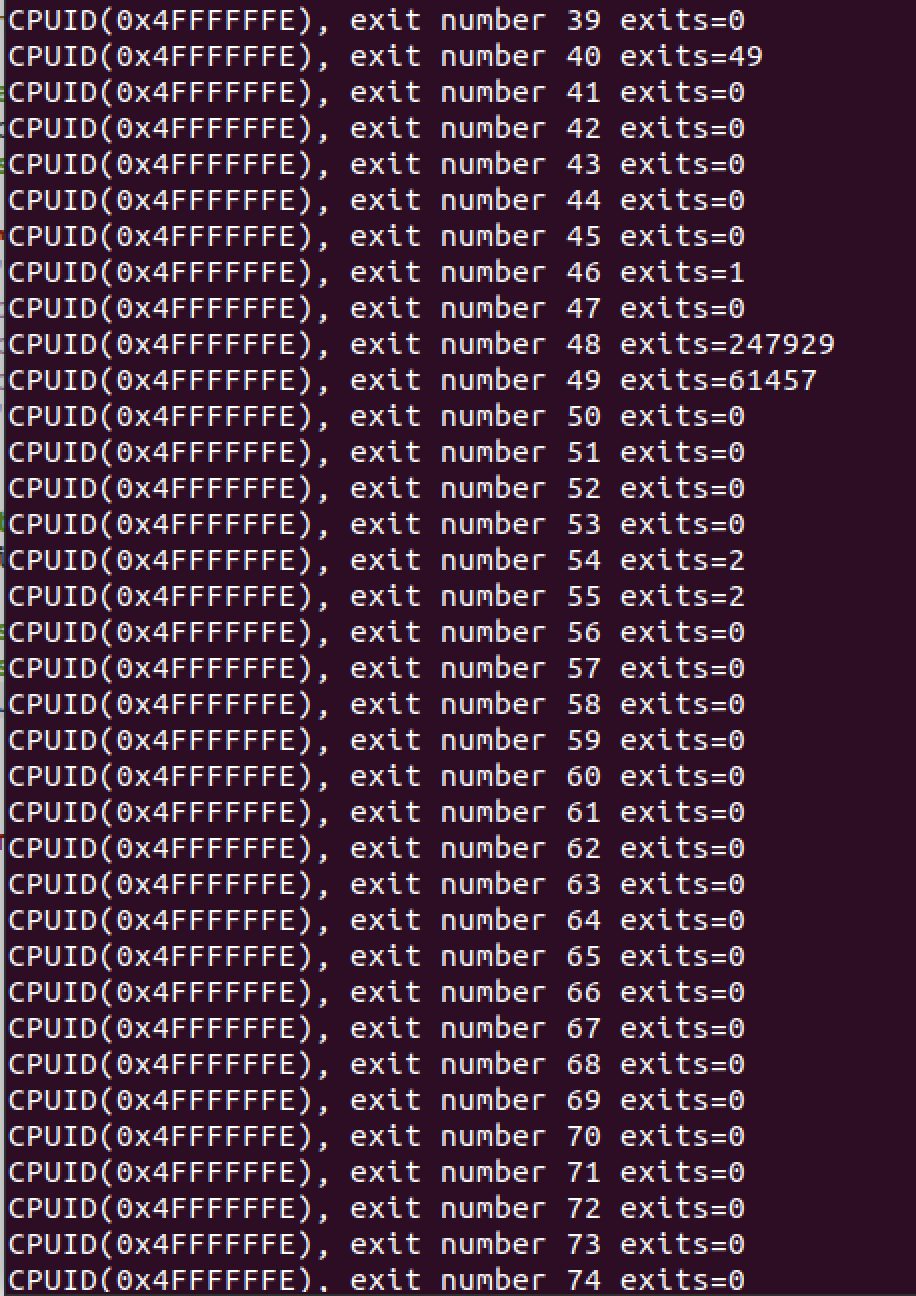 CPUID(0x4FFFFFFE), exit number 39 exits=0
CPUID(0x4FFFFFFE), exit number 40 exits=49
CPUID(0x4FFFFFFE), exit number 41 exits=0
CPUID(0x4FFFFFFE), exit number 42 exits=0
CPUID(0x4FFFFFFE), exit number 43 exits=0
CPUID(0x4FFFFFFE), exit number 44 exits=0
CPUID(0x4FFFFFFE), exit number 45 exits=0
CPUID(0x4FFFFFFE), exit number 46 exits=1
CPUID(0x4FFFFFFE), exit number 47 exits=0
CPUID(0x4FFFFFFE), exit number 48 exits=247929
CPUID(0x4FFFFFFE), exit number 49 exits=61457
CPUID(0x4FFFFFFE), exit number 50 exits=0
CPUID(0x4FFFFFFE), exit number 51 exits=0
CPUID(0x4FFFFFFE), exit number 52 exits=0
CPUID(0x4FFFFFFE), exit number 53 exits=0
CPUID(0x4FFFFFFE), exit number 54 exits=2
CPUID(0x4FFFFFFE), exit number 55 exits=2
CPUID(0x4FFFFFFE), exit number 56 exits=0
CPUID(0x4FFFFFFE), exit number 57 exits=0
CPUID(0x4FFFFFFE), exit number 58 exits=0
CPUID(0x4FFFFFFE), exit number 59 exits=0
CPUID(0x4FFFFFFE), exit number 60 exits=0
CPUID(0x4FFFFFFE), exit number 61 exits=0
CPUID(0x4FFFFFFE), exit number 62 exits=0
CPUID(0x4FFFFFFE), exit number 63 exits=0
CPUID(0x4FFFFFFE), exit number 64 exits=0
CPUID(0x4FFFFFFE), exit number 65 exits=0
CPUID(0x4FFFFFFE), exit number 66 exits=0
CPUID(0x4FFFFFFE), exit number 67 exits=0
CPUID(0x4FFFFFFE), exit number 68 exits=0
CPUID(0x4FFFFFFE), exit number 69 exits=0
CPUID(0x4FFFFFFE), exit number 70 exits=0
CPUID(0x4FFFFFFE), exit number 71 exits=0
CPUID(0x4FFFFFFE), exit number 72 exits=0
CPUID(0x4FFFFFFE), exit number 73 exits=0
CPUID(0x4FFFFFFE), exit number 74 exits=0